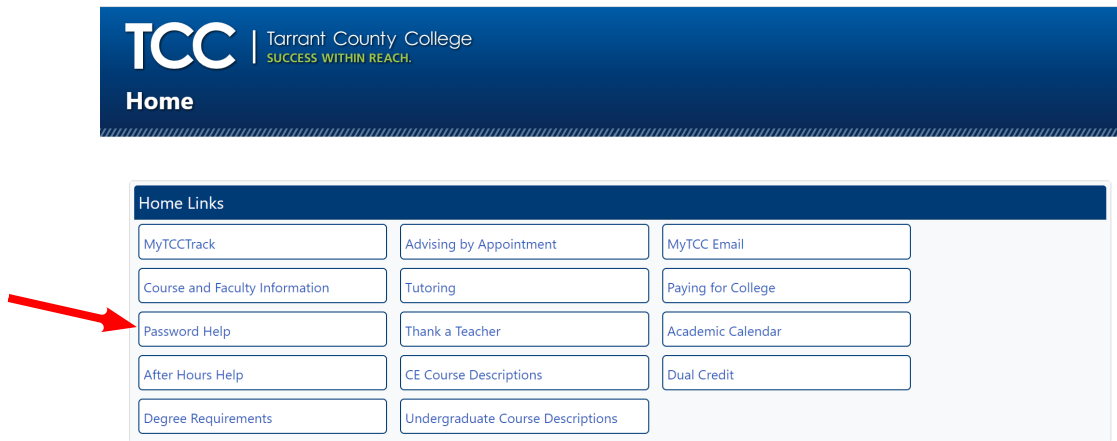 TCC | Tarrant County College
SUCCESS WITHIN REACH.
Home
Home Links
MyTCCTrack
Advising by Appointment
MyTCC Email
Course and Faculty Information
Tutoring
Paying for College
Password Help
Thank a Teacher
Academic Calendar
After Hours Help
CE Course Descriptions
Dual Credit
Degree Requirements
Undergraduate Course Descriptions